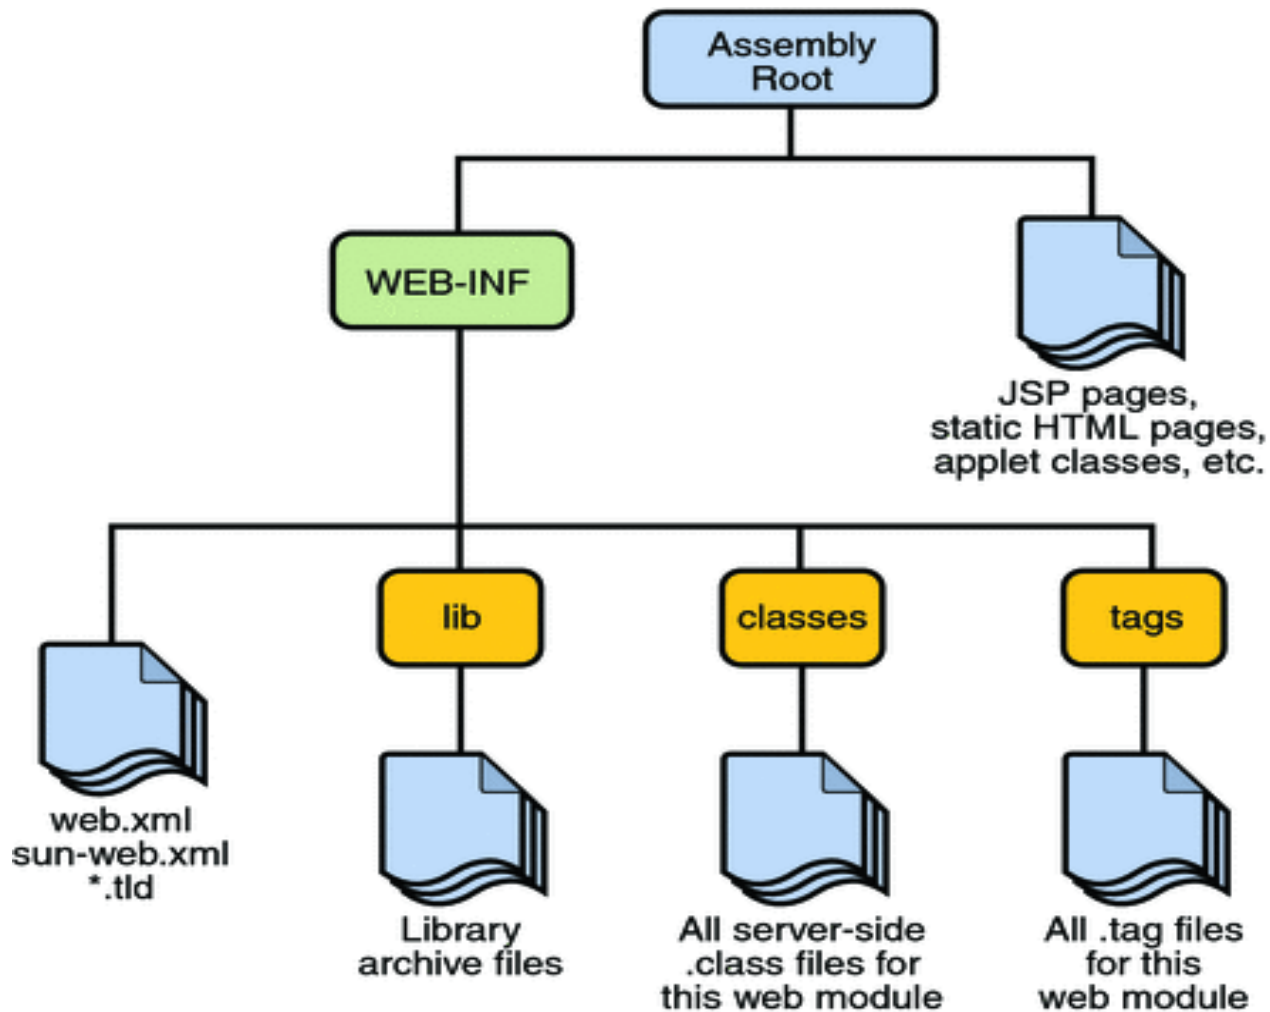 Assembly
Root
WEB-INF
JSP pages,
static HTML pages,
applet classes, etc.
lib
classes
tags
web.xml
sun-web.xml
*.tld
Library
archive files
All server-side
.class files for
this web module
All .tag files
for this
web module